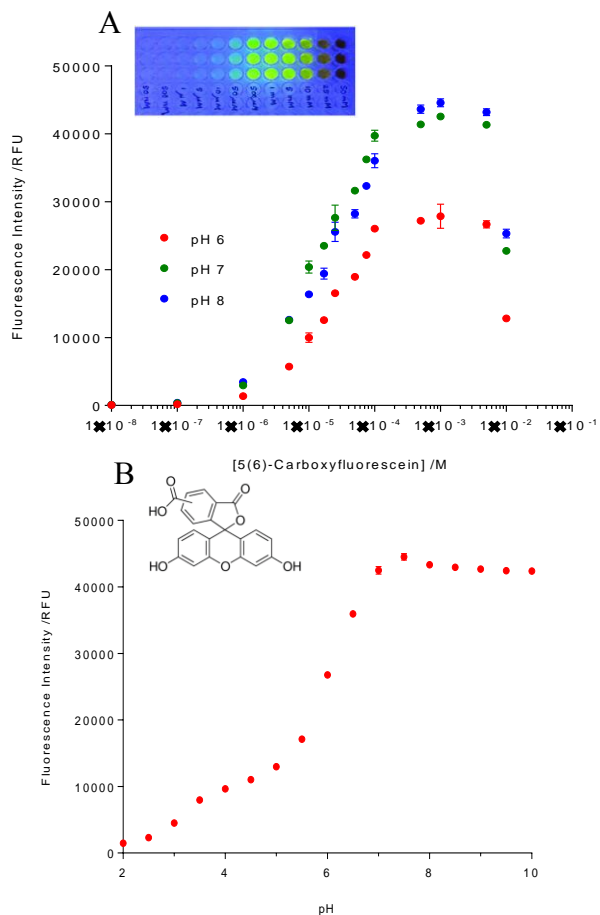 A
50000
40000
30000
20000
10000
0
Fluorescence Intensity /RFU
pH 6
pH 7
pH 8
1✖10-8 1✖10-7 1✖10-6 1✖10-5 1✖10-4 1✖10-3 1✖10-2 1✖10-1
[5(6)-Carboxyfluorescein] /M
B
O
HO
O
O
HO
O
OH
50000
40000
30000
20000
10000
0
Fluorescence Intensity /RFU
2 4 6 8 10
pH